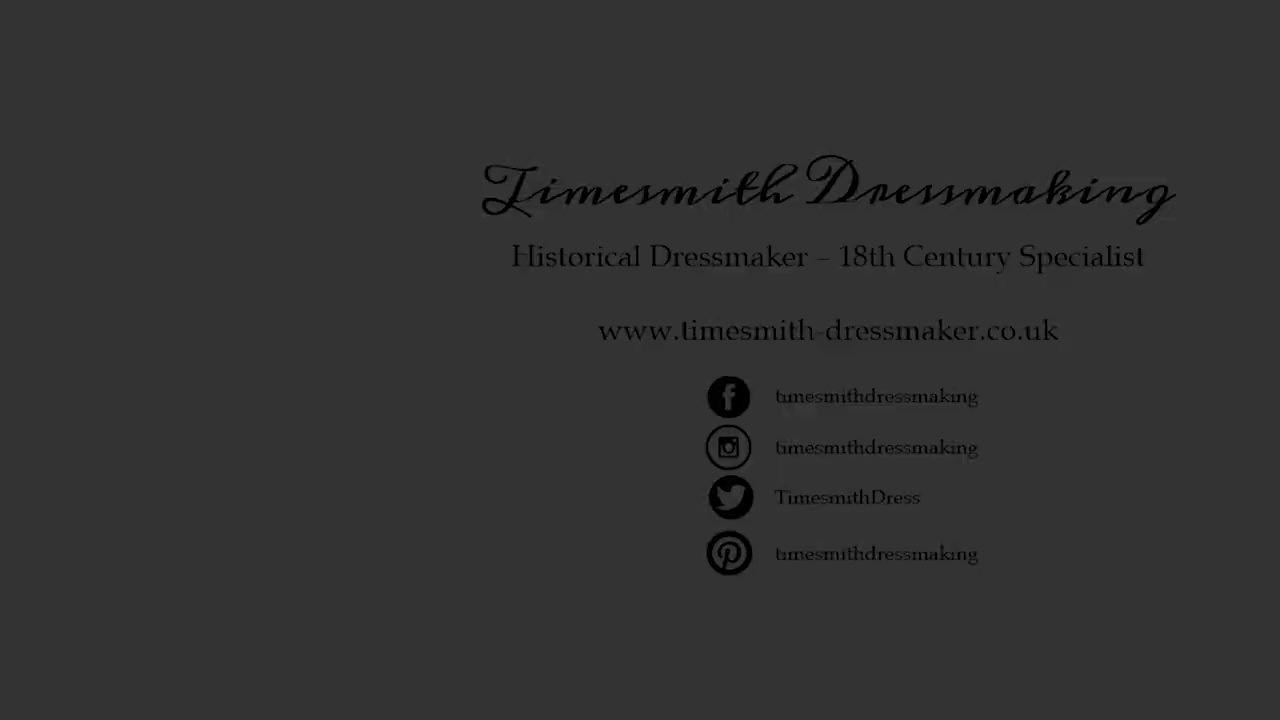 Timesmith Dressmaking
Historical Dressmaker – 18th Century Specialist
www.timesmith-dressmaker.co.uk
timesmithdressmaking
timesmithdressmaking
TimesmithDress
timesmithdressmaking